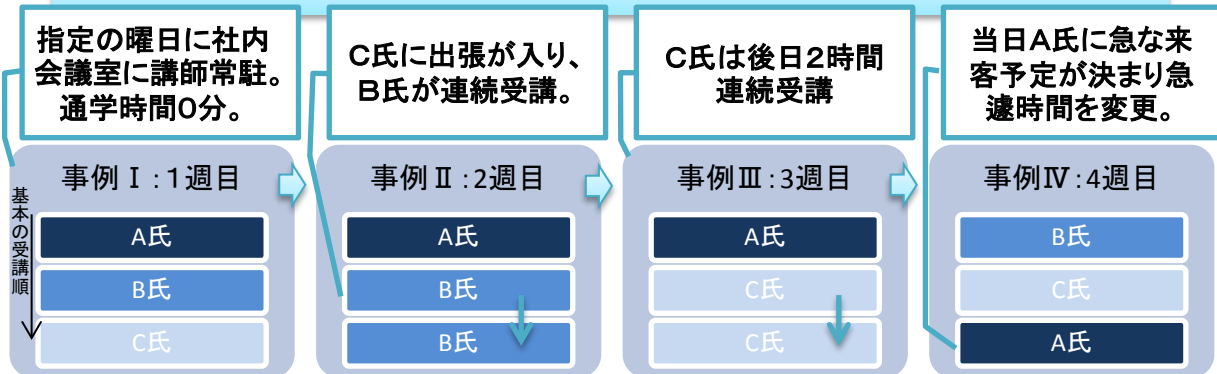 指定の曜日に社内
会議室に講師常駐。
通学時間0分。
C氏に出張が入り、
B氏が連続受講。
C氏は後日2時間
連続受講
当日A氏に急な来
客予定が決まり急
遽時間を変更。
基本の受講順
事例Ⅰ:1週目
A氏
B氏
C氏
事例Ⅱ:2週目
A氏
B氏
B氏
事例Ⅲ:3週目
A氏
C氏
C氏
事例Ⅳ:4週目
B氏
C氏
A氏